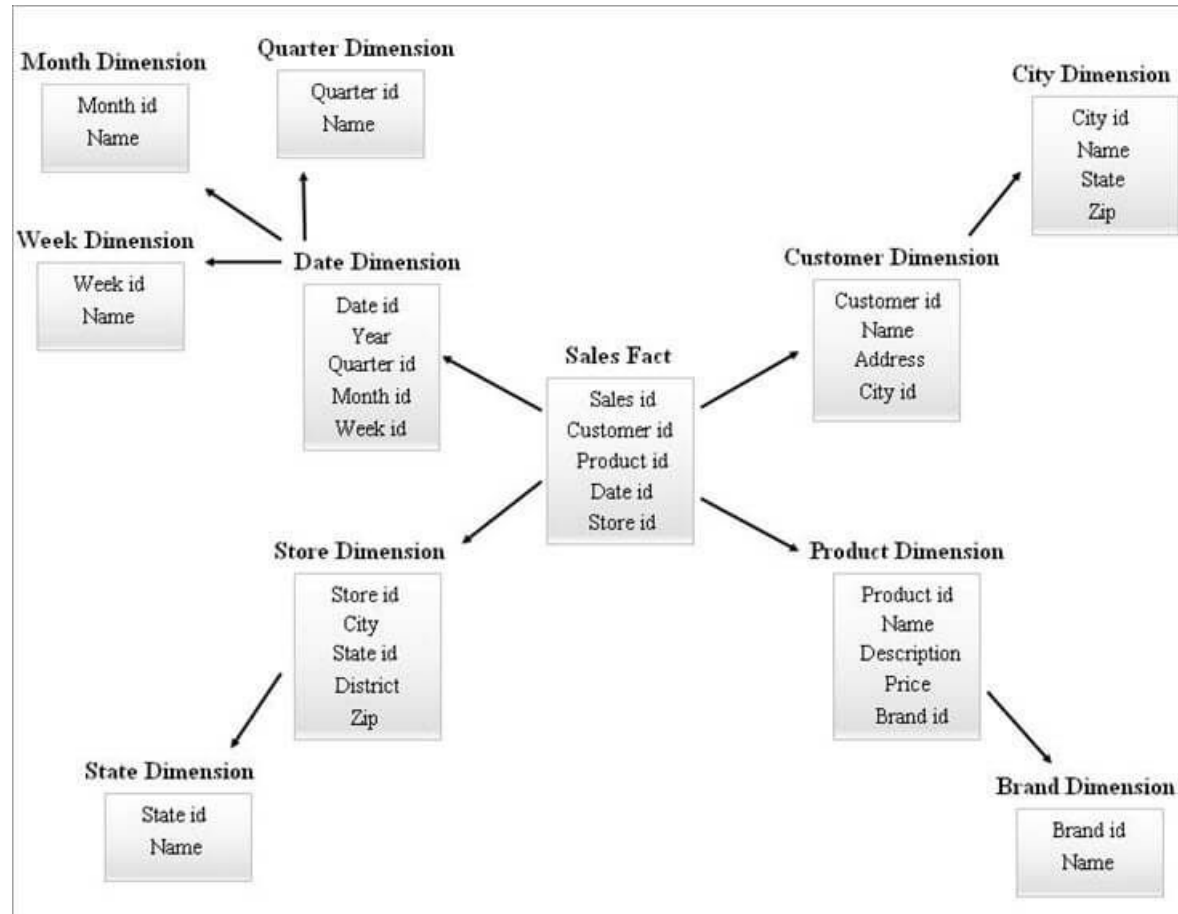 Month Dimension
Month id
Name
Quarter Dimension
Quarter id
Name
Week Dimension
Week id
Name
Date Dimension
Date id
Year
Quarter id
Month id
Week id
City Dimension
City id
Name
State
Zip
Customer Dimension
Customer id
Name
Address
City id
Sales Fact
Sales id
Customer id
Product id
Date id
Store id
Store Dimension
Store id
City
State id
District
Zip
Product Dimension
Product id
Name
Description
Price
Brand id
State Dimension
State id
Name
Brand Dimension
Brand id
Name